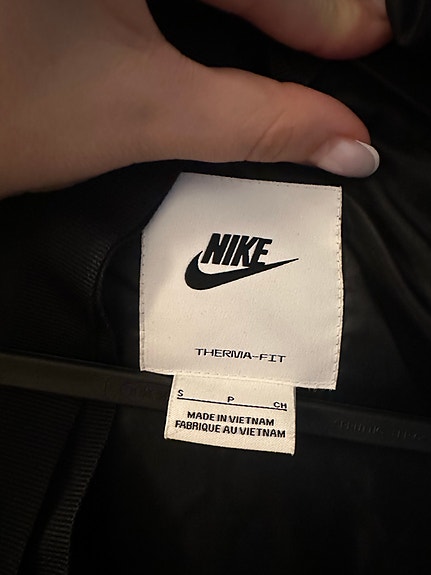 NIKE
THERMA-FIT
S P CH
MADE IN VIETNAM
FABRIQUE AU VIETNAM